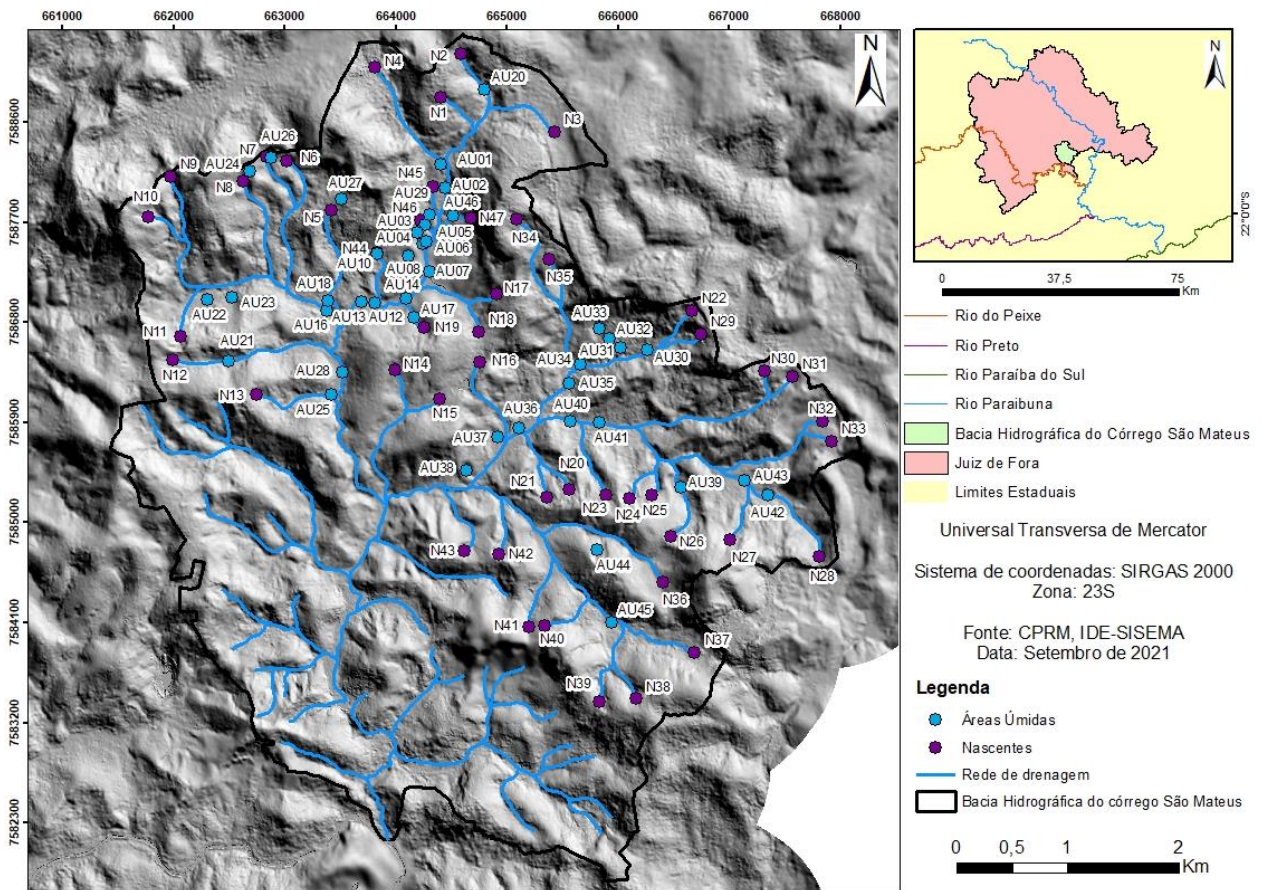 661000 662000 663000 664000 665000 666000 667000 668000
7588600
7587700
7586800
7585900
7585000
7584100
7583200
7582300
N
N4
N2
AU20
N1
N3
AU26
N7
N6
AU24
N9
N8
AU01
N45
AU27
AU29
AU02
N10
N46
AU46
N47
N5
AU03
AU05
N34
AU04
AU06
N44
AU10
N35
AU08
AU07
AU18
AU14
N17
AU23
AU22
AU17
AU16
AU13
AU12
N19
N18
N22
AU33
AU32
N29
N11
AU21
N12
AU31
AU30
AU34
N16
N14
N30
N31
AU28
N13
AU25
N15
AU35
AU40
AU36
N32
AU37
AU41
N33
AU38
N20
N21
N23
N24
N25
AU39
AU43
AU42
N26
N27
N28
N43
N42
AU44
N36
AU45
N41
N40
N37
N39
N38
N
22°0'0"S
0 37,5 75
Km
Rio do Peixe
Rio Preto
Rio Paraíba do Sul
Rio Paraibuna
Bacia Hidrográfica do Córrego São Mateus
Juiz de Fora
Limites Estaduais
Universal Transversa de Mercator
Sistema de coordenadas: SIRGAS 2000
Zona: 23S
Fonte: CPRM, IDE-SISEMA
Data: Setembro de 2021
Legenda
Áreas Úmidas
Nascentes
Rede de drenagem
Bacia Hidrográfica do córrego São Mateus
0 0,5 1 2
Km